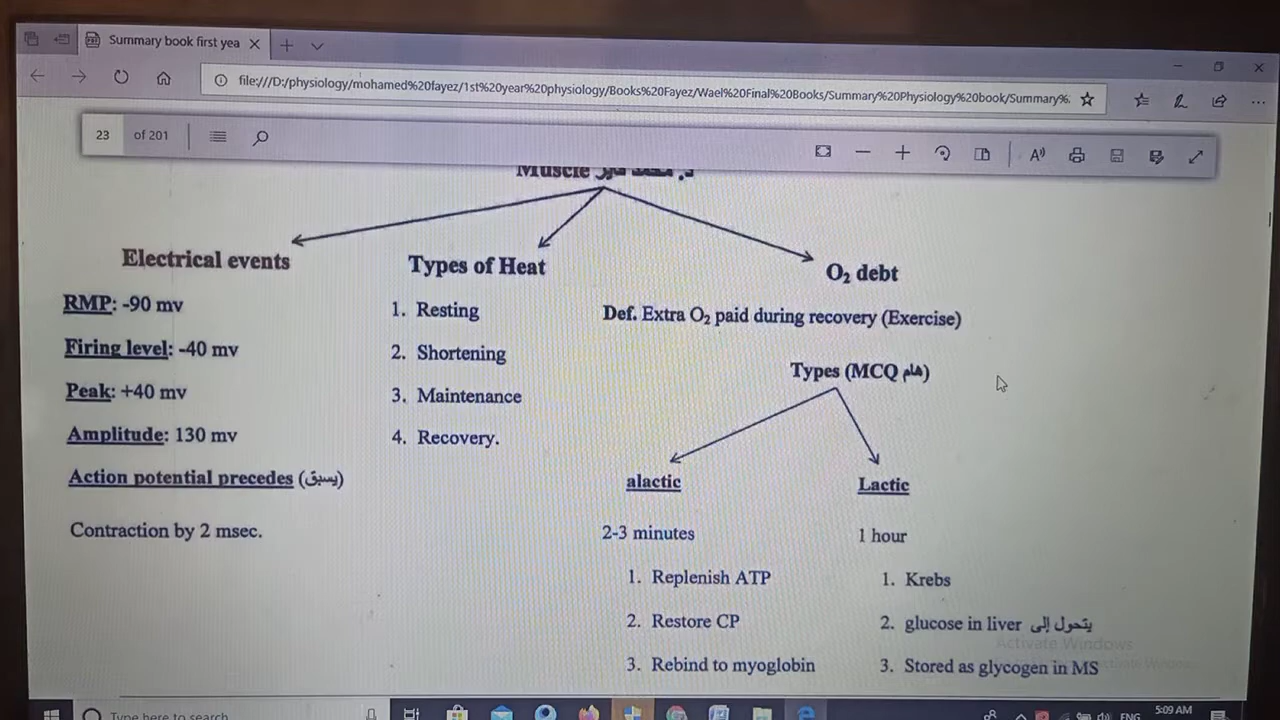 Summary book first yea
file:///D:/physiology/mohamed%20fayez/1st%20year%20physiology/Books%20Fayez/Wael%20Final%20Books/Summary%20Physiology%20book/Summary%
23 of 201
Muscle
Electrical events
RMP: -90 mv
Firing level: -40 mv
Peak: +40 mv
Amplitude: 130 mv
Action potential precedes (يسبق)
Contraction by 2 msec.
Types of Heat
1. Resting
2. Shortening
3. Maintenance
4. Recovery.
O₂ debt
Def. Extra O₂ paid during recovery (Exercise)
Types (MCQ هام)
alactic
2-3 minutes
1. Replenish ATP
2. Restore CP
3. Rebind to myoglobin
Lactic
1 hour
1. Krebs
2. glucose in liver يتحول إلى
3. Stored as glycogen in MS
Activate Windows
Type here to search
ENG
5:09 AM